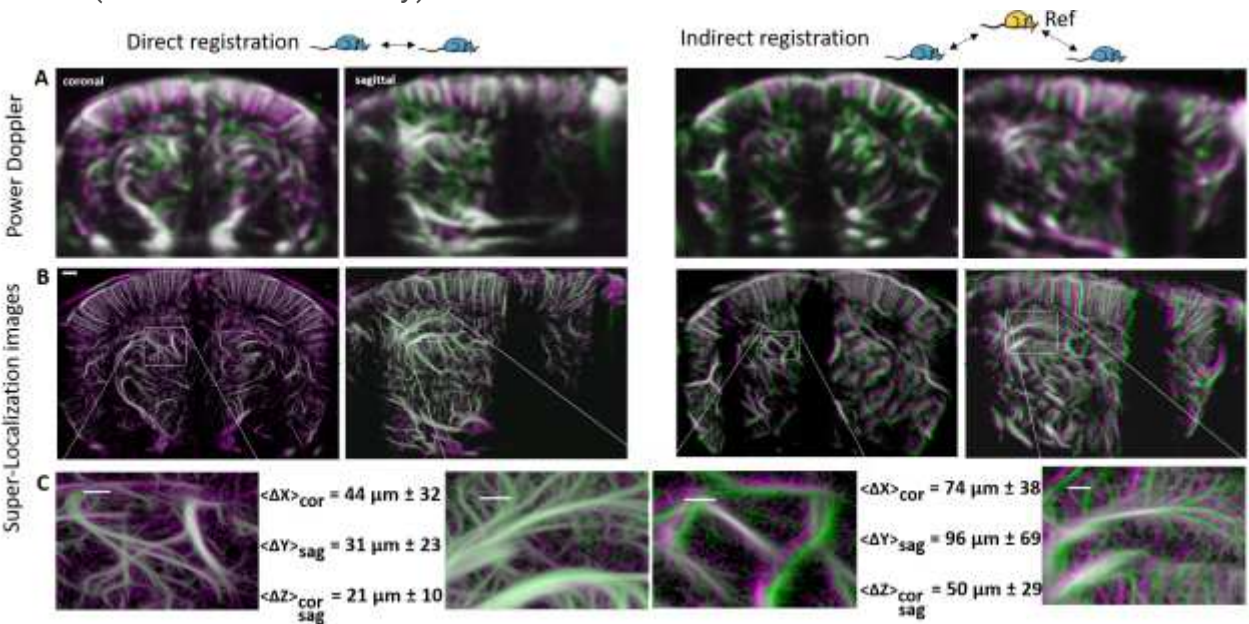 Direct registration
Indirect registration
Ref
A
coronal
sagittal
Power Doppler
B
Super-Localization images
C
<ΔX>cor = 44 µm ± 32
<ΔY>sag = 31 µm ± 23
<ΔZ>cor sag = 21 µm ± 10
<ΔX>cor = 74 µm ± 38
<ΔY>sag = 96 µm ± 69
<ΔZ>cor sag = 50 µm ± 29